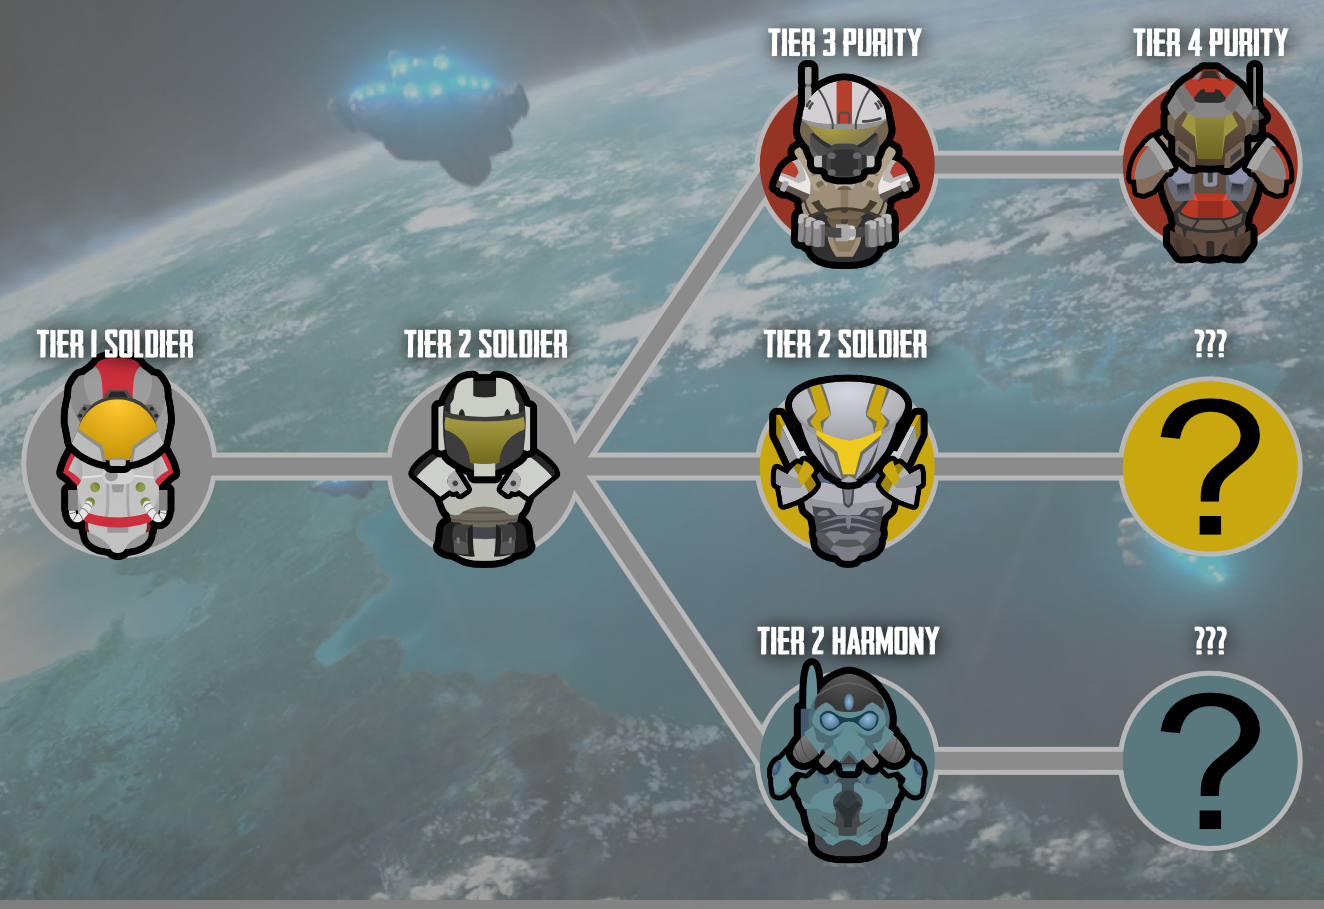 TIER 3 PURITY
TIER 4 PURITY
TIER 1 SOLDIER
TIER 2 SOLDIER
TIER 2 SOLDIER
???
?
TIER 2 HARMONY
???
?